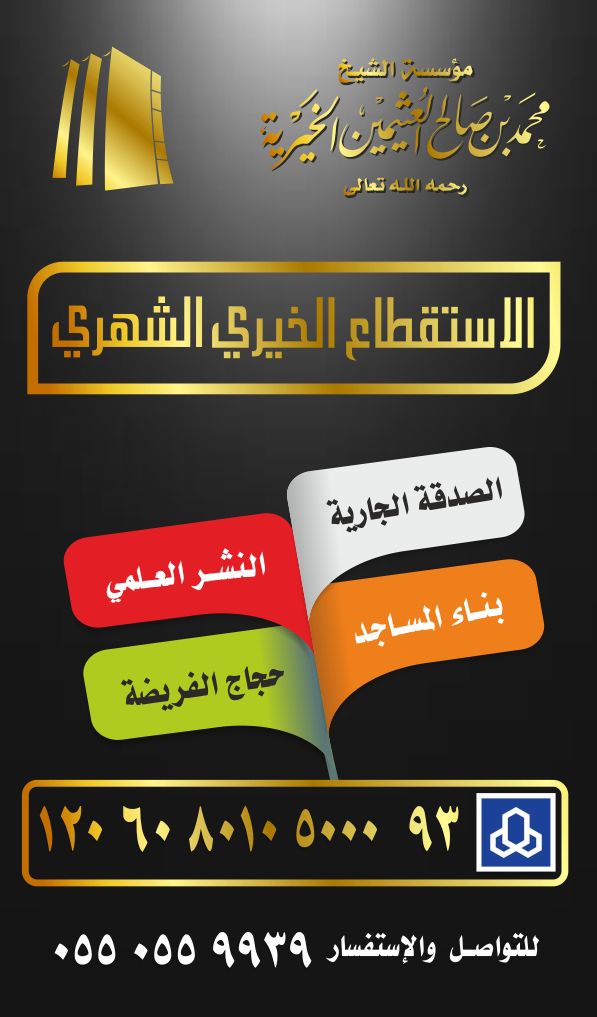 مؤسسة الشيخ
محمد بن صالح العثيمين الخيرية
رحمه الله تعالى
الاستقطاع الخيري الشهري
الصدقة الجارية
النشر العلمي
بناء المساجد
حجاج الفريضة
١٢٠ ٦٠ ٨٠١٠ ٥٠٠٠ ٩٣
للتواصل والإستفسار ٩٩٣٩ ٠٥٥ ٠٥٥